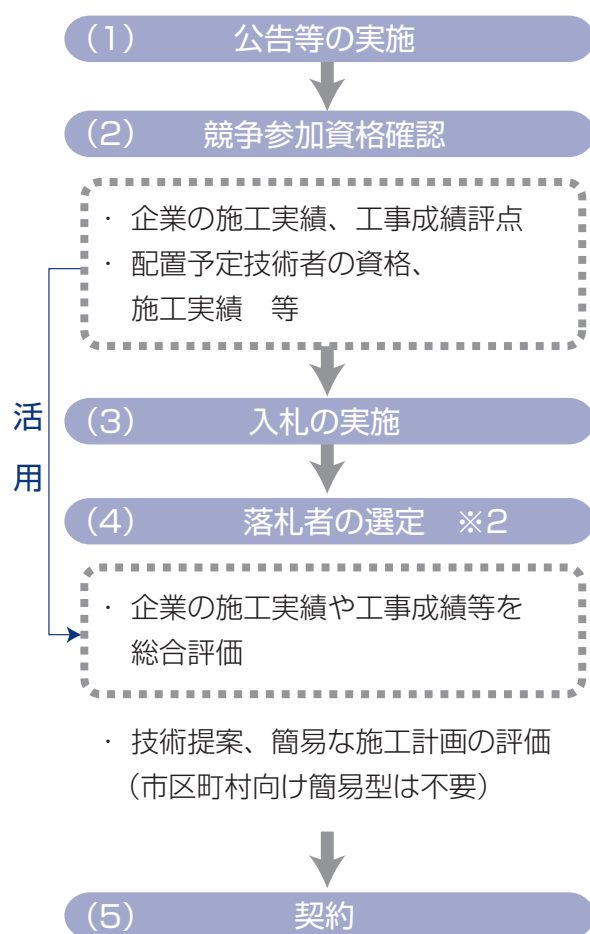 (1) 公告等の実施
(2) 競争参加資格確認
・ 企業の施工実績、工事成績評点
・ 配置予定技術者の資格、
施工実績　等
活用
(3) 入札の実施
(4) 落札者の選定　※2
・ 企業の施工実績や工事成績等を
総合評価
・ 技術提案、簡易な施工計画の評価
(市区町村向け簡易型は不要)
(5) 契約